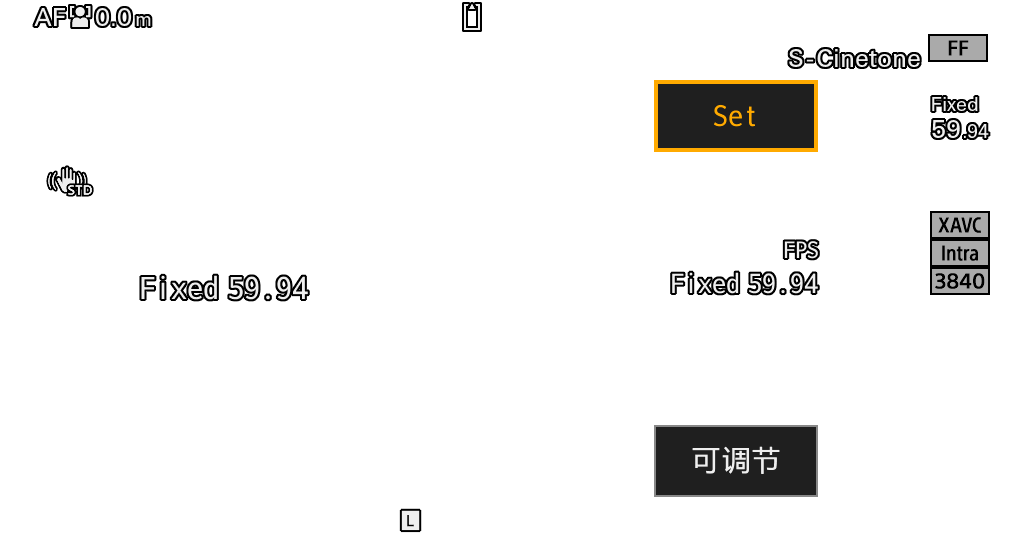 AF 0.0m
S-Cinetone FF
Set
Fixed
59.94
STD
XAVC
FPS
Intra
Fixed 59.94
Fixed 59.94
3840
可调节
L